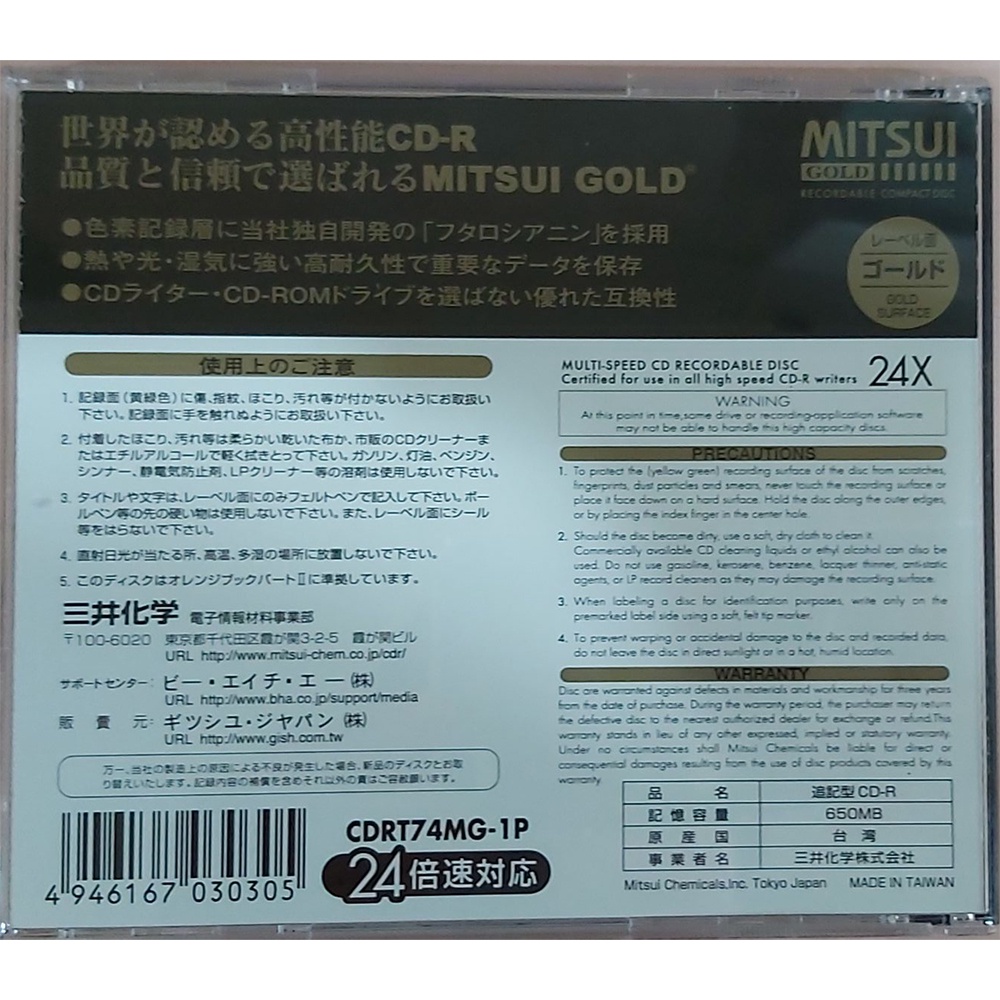 世界が認める高性能CD-R
品質と信頼で選ばれるMITSUI GOLD®
●色素記録層に当社独自開発の「フタロシアニン」を採用
●熱や光・湿気に強い高耐久性で重要なデータを保存
●CDライター・CD-ROMドライブを選ばない優れた互換性
MITSUI
GOLD
RECORDABLE COMPACT DISC
レーベル面
ゴールド
GOLD
SURFACE
使用上のご注意
1. 記録面（黄緑色）に傷、指紋、ほこり、汚れ等が付かないようにお取扱い
下さい。記録面に手を触れぬようにお取扱い下さい。
2. 付着したほこり、汚れ等は柔らかい乾いた布か、市販のCDクリーナーま
たはエチルアルコールで軽く拭きとって下さい。ガソリン、灯油、ベンジン、
シンナー、静電気防止剤、LPクリーナー等の溶剤は使用しないで下さい。
3. タイトルや文字は、レーベル面にのみフェルトペンで記入して下さい。ボー
ルペン等の先の硬い物は使用しないで下さい。また、レーベル面にシール
等をはらないで下さい。
4. 直射日光が当たる所、高温、多湿の場所に放置しないで下さい。
5. このディスクはオレンジブックパートⅡに準拠しています。
三井化学 電子情報材料事業部
〒100-6020 東京都千代田区霞が関3-2-5 霞が関ビル
URL http://www.mitsui-chem.co.jp/cdr/
サポートセンター: ビー・エイチ・エー（株）
URL http://www.bha.co.jp/support/media
販売元: ギツシユ・ジャパン（株）
URL http://www.gish.com.tw
万一、当社の製造上の原因による不良が発生した場合、新品のディスクとお取
り替えいたします。記録内容の補償を含めそれ以外の責はご容赦願います。
4 946167 030305
CDRT74MG-1P
24倍速対応
MULTI-SPEED CD RECORDABLE DISC
Certified for use in all high speed CD-R writers
24X
WARNING
At this point in time,some drive or recording-application software
may not be able to handle this high capacity discs.
PRECAUTIONS
1. To protect the (yellow green) recording surface of the disc from scratches,
fingerprints, dust particles and smears, never touch the recording surface or
place it face down on a hard surface. Hold the disc along the outer edges,
or by placing the index finger in the center hole.
2. Should the disc become dirty, use a soft, dry cloth to clean it.
Commercially available CD cleaning liquids or ethyl alcohol can also be
used. Do not use gasoline, kerosene, benzene, lacquer thinner, anti-static
agents, or LP record cleaners as they may damage the recording surface.
3. When labeling a disc for identification purposes, write only on the
premarked label side using a soft, felt tip marker.
4. To prevent warping or accidental damage to the disc and recorded data,
do not leave the disc in direct sunlight or in a hot, humid location.
WARRANTY
Disc are warranted against defects in materials and workmanship for three years
from the date of purchase. During the warranty period, the purchaser may return
the defective disc to the nearest authorized dealer for exchange or refund.This
warranty stands in lieu of any other expressed, implied or statutory warranty.
Under no circumstances shall Mitsui Chemicals be liable for direct or
consequential damages resulting from the use of disc products covered by this
warranty
品名 追記型CD-R
記憶容量 650MB
原産国 台湾
事業者名 三井化学株式会社
Mitsui Chemicals,Inc. Tokyo Japan MADE IN TAIWAN